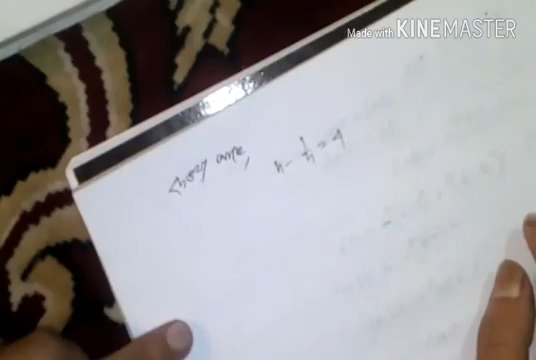 Made with KINEMASTER
দেওয়া আছে, x - 1/x = 4